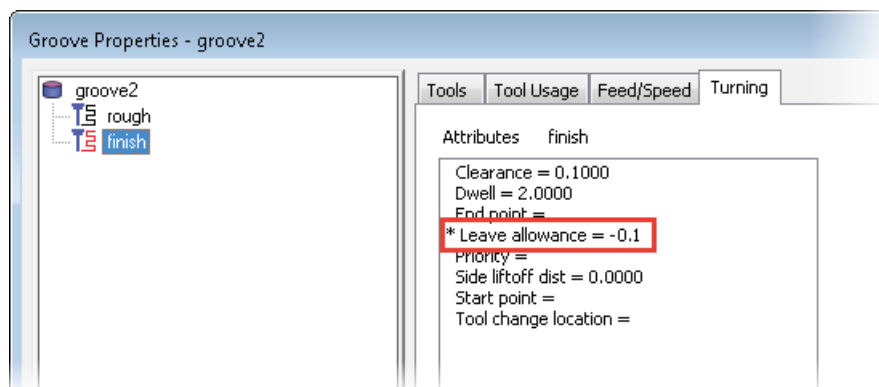 Groove Properties - groove2
groove2
rough
finish
Tools Tool Usage Feed/Speed Turning
Attributes finish
Clearance = 0.1000
Dwell = 2.0000
End point =
* Leave allowance = -0.1
Priority =
Side liftoff dist = 0.0000
Start point =
Tool change location =